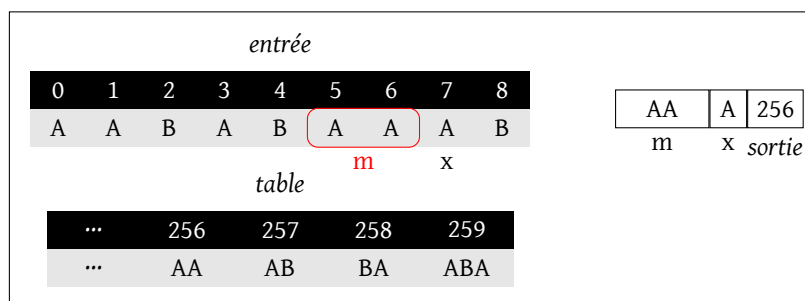 entrée
0 1 2 3 4 5 6 7 8
A A B A B A A A B
m x
table
... 256 257 258 259
... AA AB BA ABA
AA A 256
m x sortie